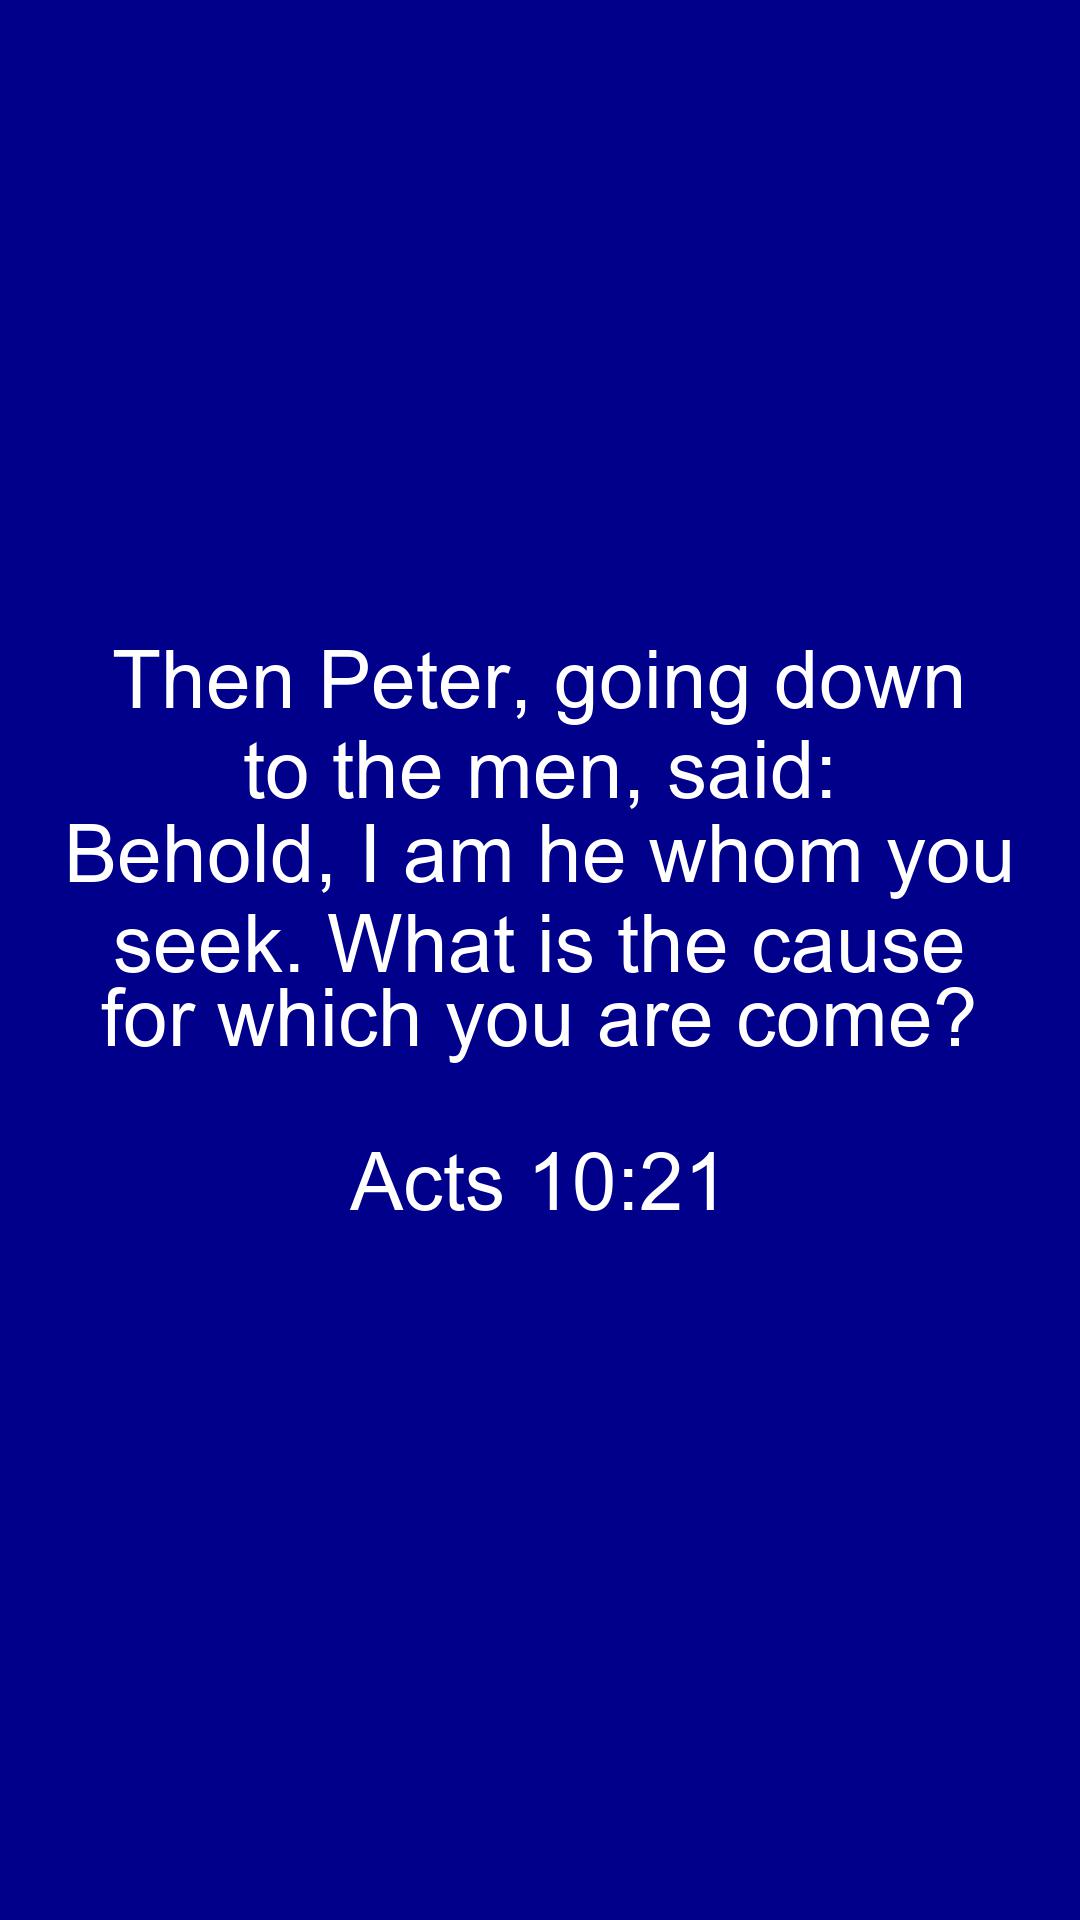 Then Peter, going down
to the men, said:
Behold, I am he whom you
seek. What is the cause
for which you are come?
Acts 10:21